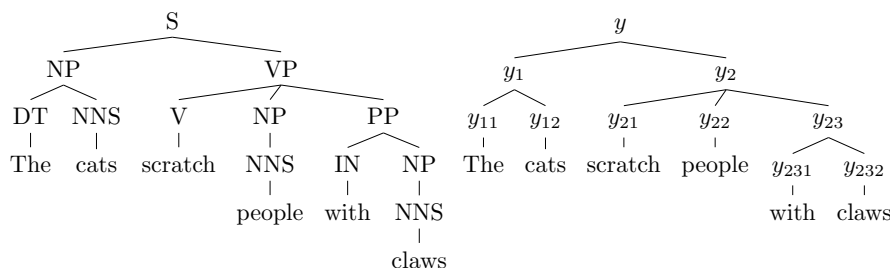 S y
NP VP y₁ y₂
DT NNS V NP PP y₁₁ y₁₂ y₂₁ y₂₂ y₂₃
The cats scratch NNS IN NP The cats scratch people y₂₃₁ y₂₃₂
people with NNS with claws
claws